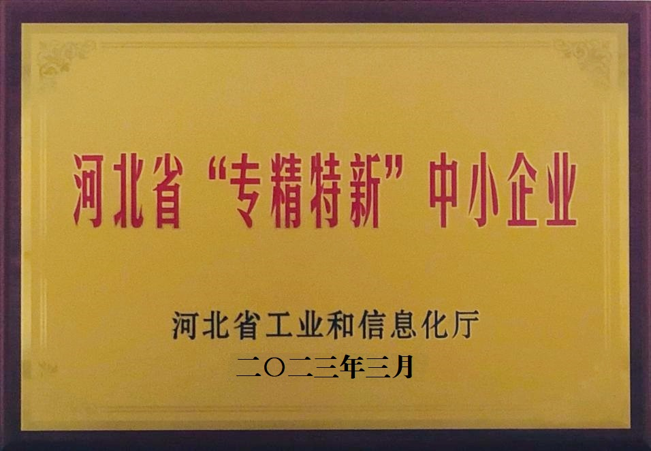 河北省“专精特新”中小企业
河北省工业和信息化厅
二〇二三年三月